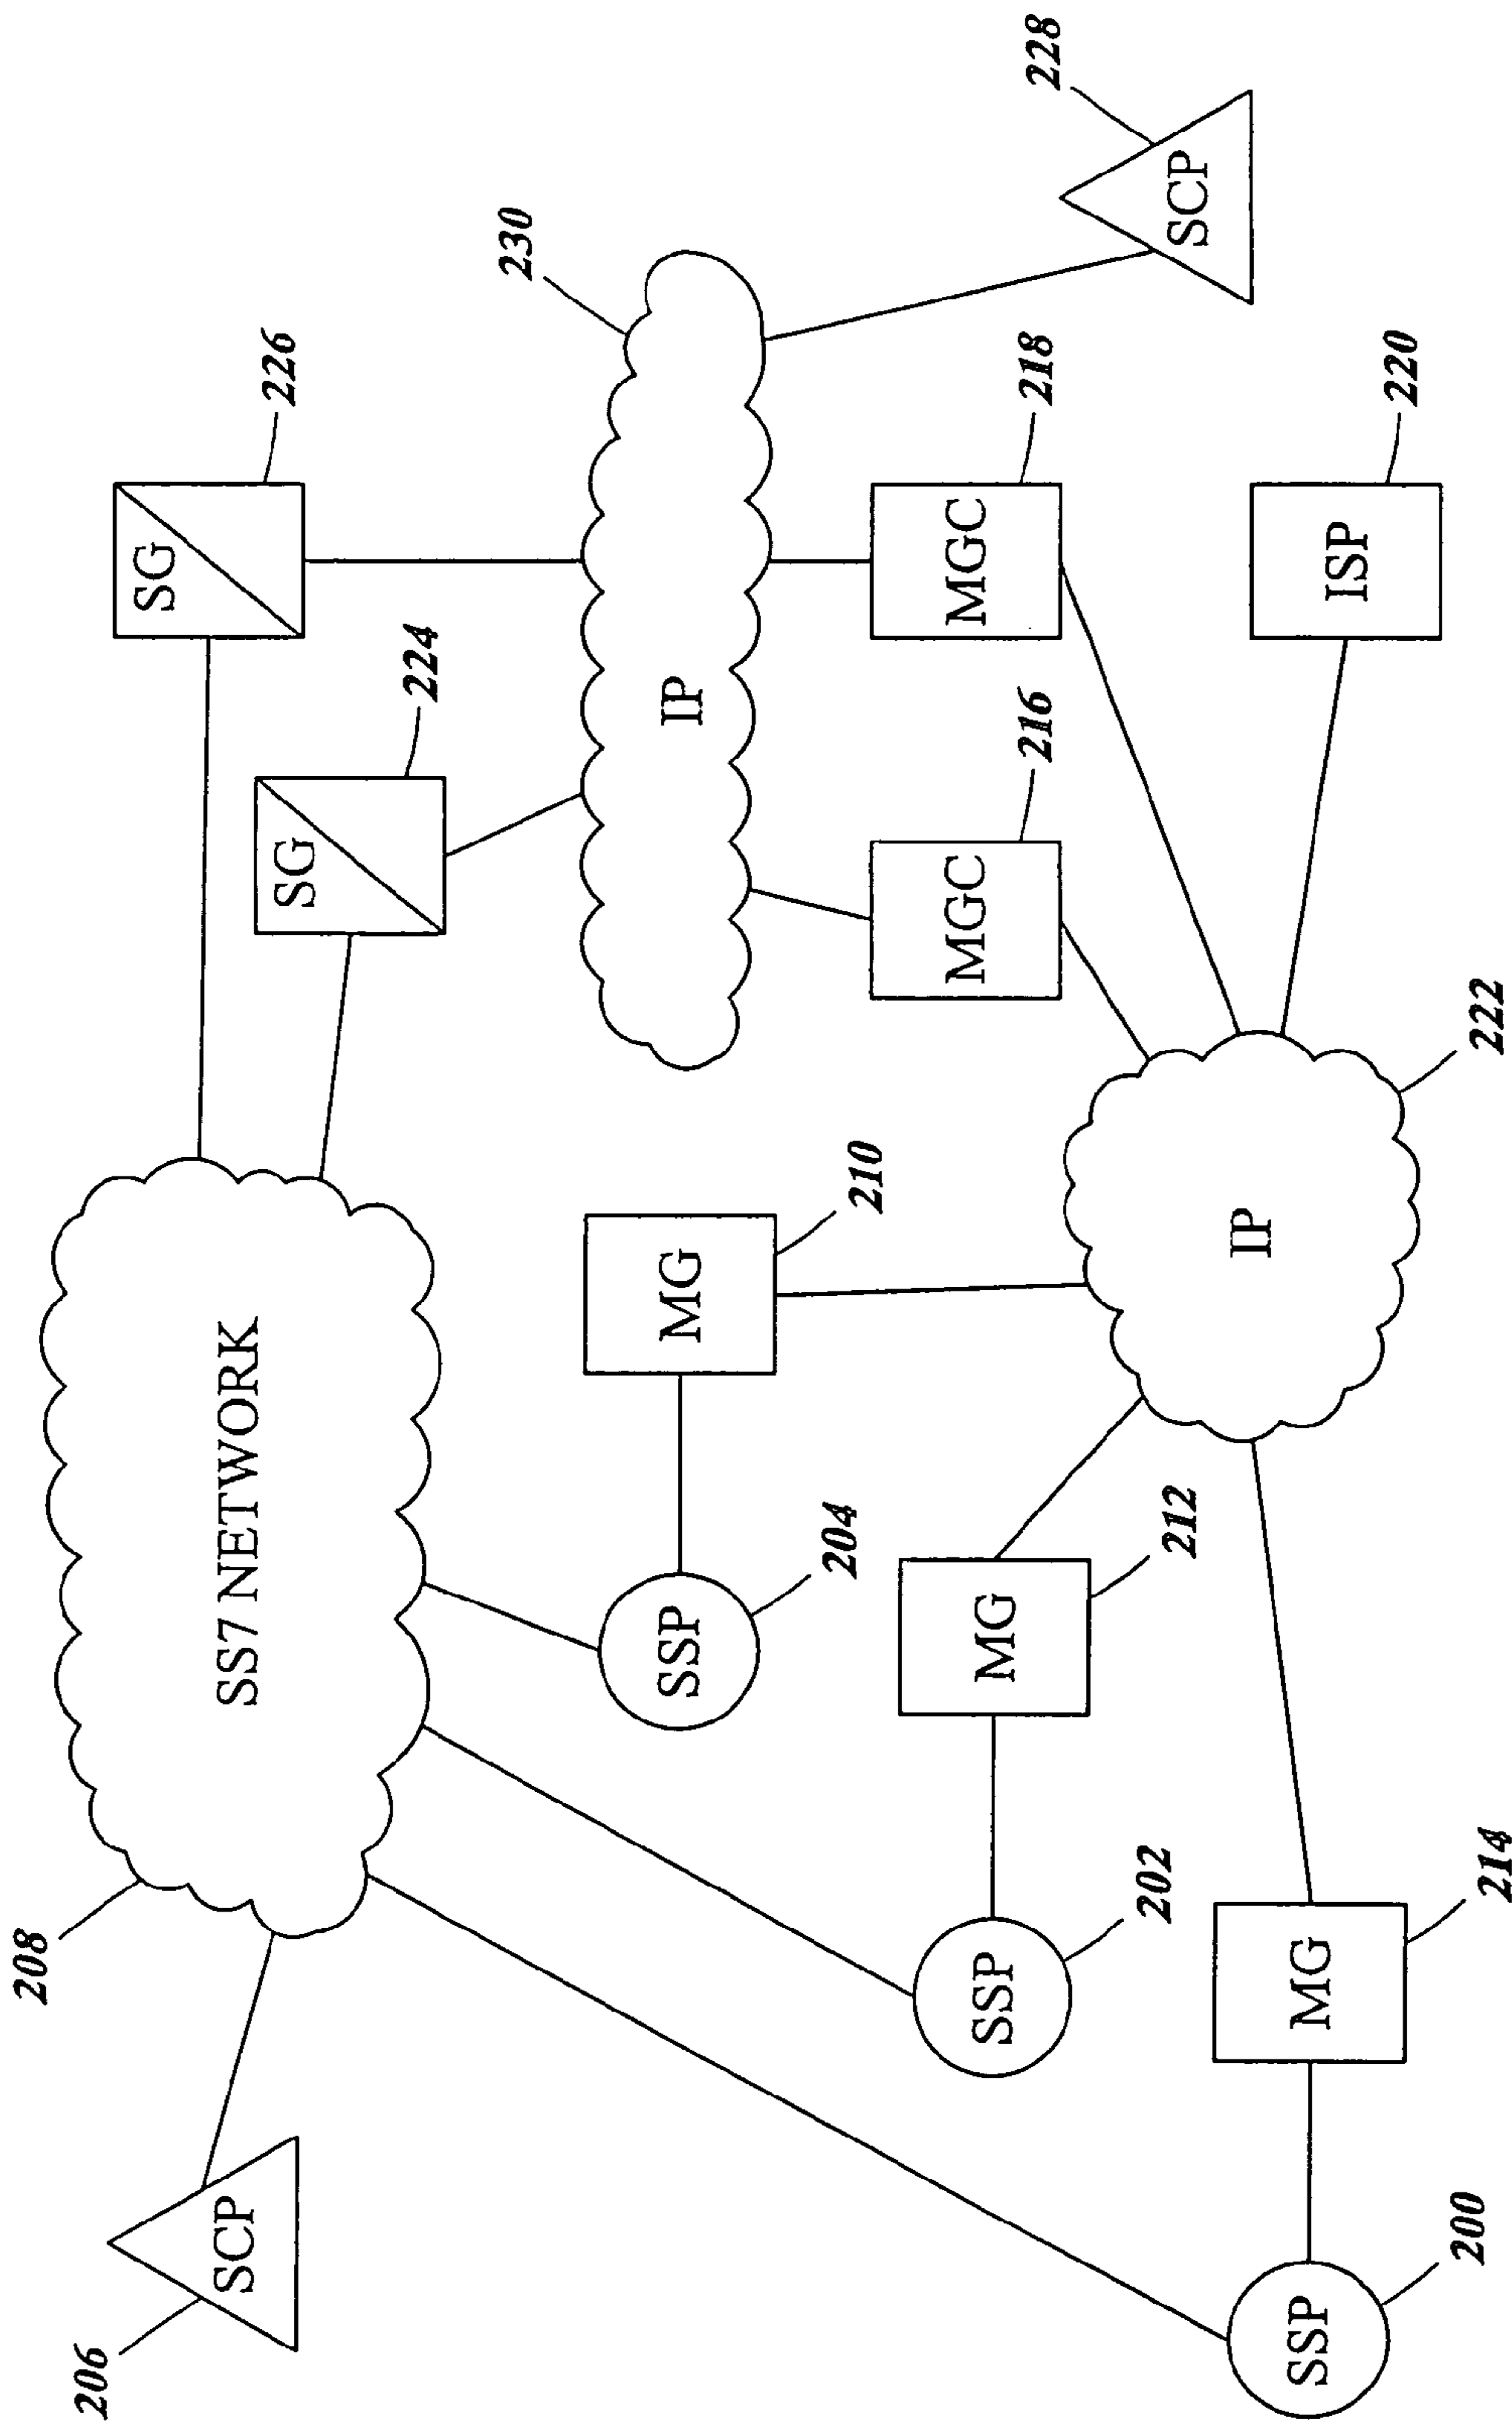 208
SS7 NETWORK
206
SCP
SG
226
SG
224
230
IP
204
SSP
MG
210
202
SSP
MG
212
MGC
216
MGC
218
SCP
228
200
SSP
MG
214
IP
222
ISP
220